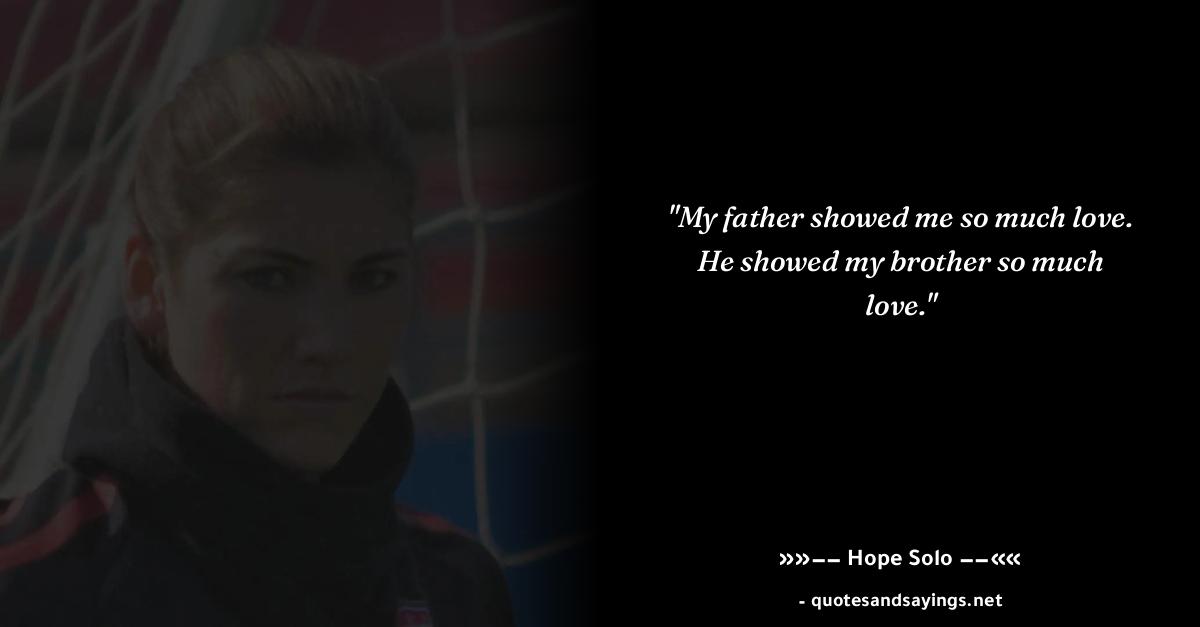 "My father showed me so much love.
He showed my brother so much
love."
»»–– Hope Solo ––««
- quotesandsayings.net